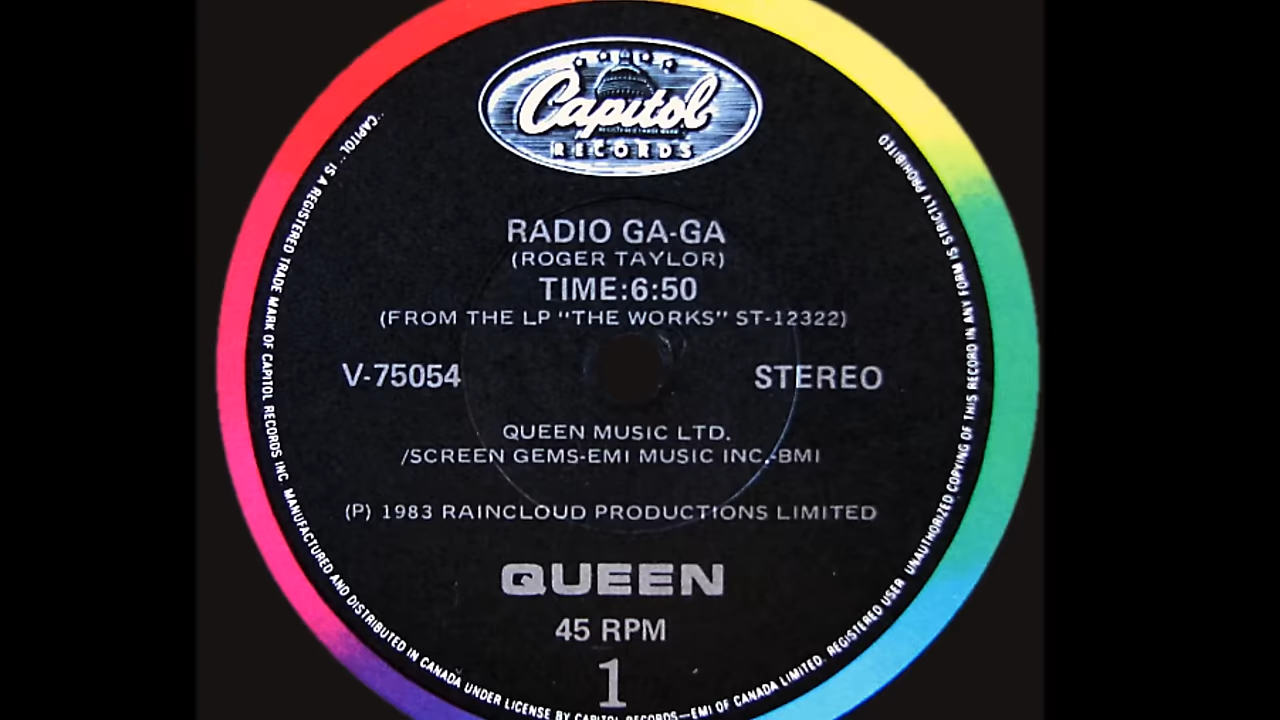 Capitol
REGISTERED TRADE MARK
RECORDS
RADIO GA-GA
(ROGER TAYLOR)
TIME:6:50
(FROM THE LP "THE WORKS" ST-12322)
V-75054
STEREO
QUEEN MUSIC LTD.
/SCREEN GEMS-EMI MUSIC INC.-BMI
(P) 1983 RAINCLOUD PRODUCTIONS LIMITED
QUEEN
45 RPM
1
"CAPITOL" IS A REGISTERED TRADE MARK OF CAPITOL RECORDS INC. MANUFACTURED AND DISTRIBUTED IN CANADA UNDER LICENSE BY CAPITOL RECORDS—EMI OF CANADA LIMITED. REGISTERED USER UNAUTHORIZED COPYING OF THIS RECORD IN ANY FORM IS STRICTLY PROHIBITED